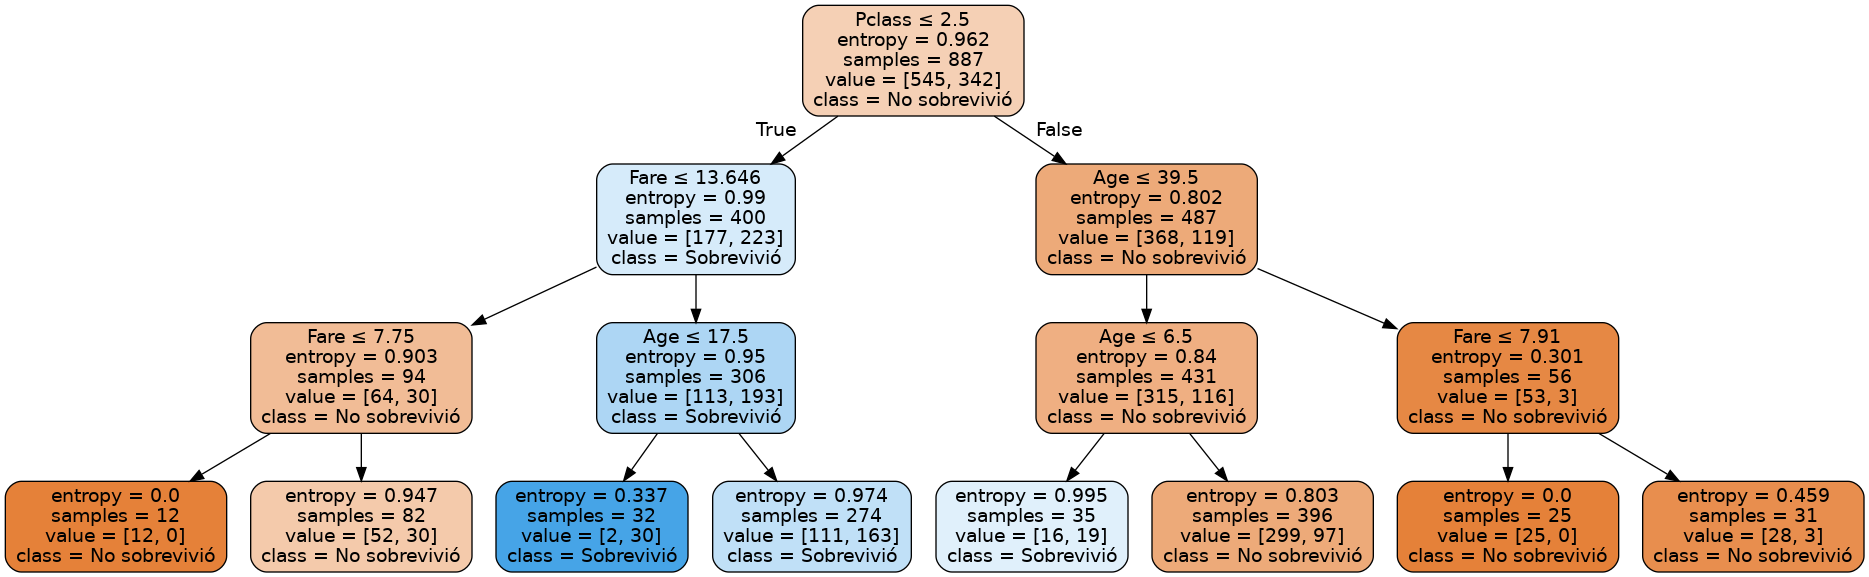 Pclass ≤ 2.5
entropy = 0.962
samples = 887
value = [545, 342]
class = No sobrevivió
True
False
Fare ≤ 13.646
entropy = 0.99
samples = 400
value = [177, 223]
class = Sobrevivió
Age ≤ 39.5
entropy = 0.802
samples = 487
value = [368, 119]
class = No sobrevivió
Fare ≤ 7.75
entropy = 0.903
samples = 94
value = [64, 30]
class = No sobrevivió
Age ≤ 17.5
entropy = 0.95
samples = 306
value = [113, 193]
class = Sobrevivió
Age ≤ 6.5
entropy = 0.84
samples = 431
value = [315, 116]
class = No sobrevivió
Fare ≤ 7.91
entropy = 0.301
samples = 56
value = [53, 3]
class = No sobrevivió
entropy = 0.0
samples = 12
value = [12, 0]
class = No sobrevivió
entropy = 0.947
samples = 82
value = [52, 30]
class = No sobrevivió
entropy = 0.337
samples = 32
value = [2, 30]
class = Sobrevivió
entropy = 0.974
samples = 274
value = [111, 163]
class = Sobrevivió
entropy = 0.995
samples = 35
value = [16, 19]
class = Sobrevivió
entropy = 0.803
samples = 396
value = [299, 97]
class = No sobrevivió
entropy = 0.0
samples = 25
value = [25, 0]
class = No sobrevivió
entropy = 0.459
samples = 31
value = [28, 3]
class = No sobrevivió